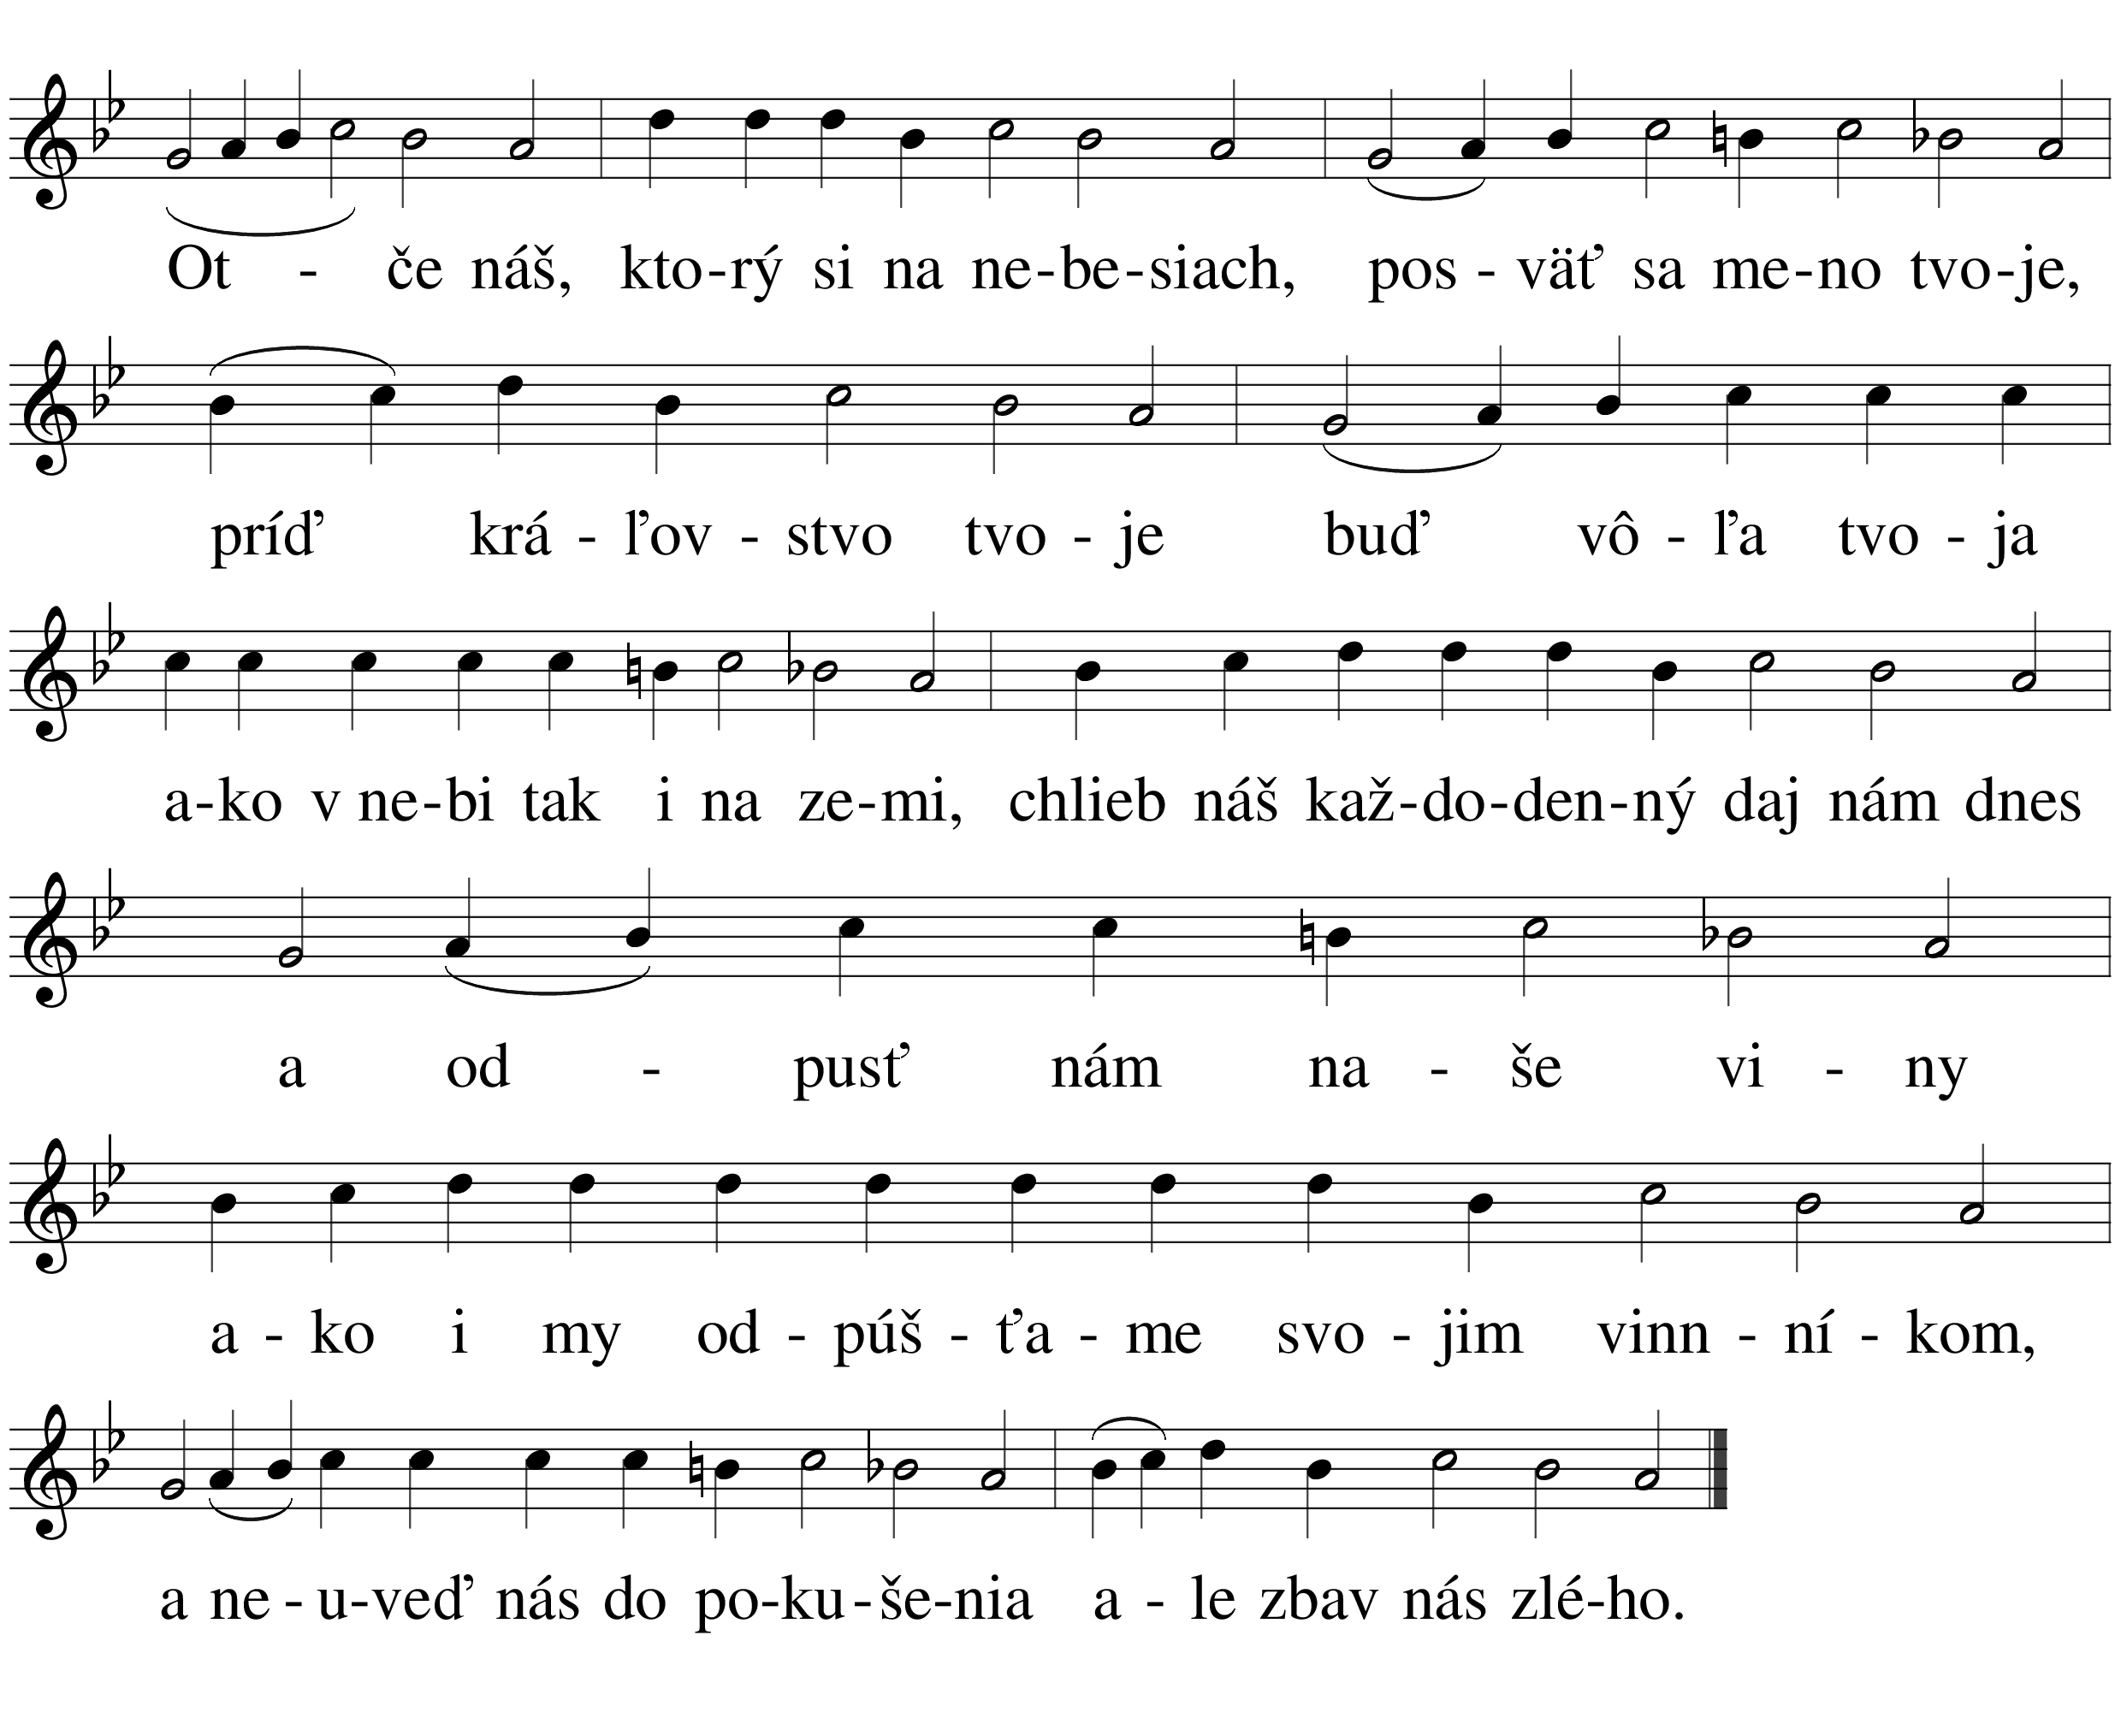 Ot - če náš, kto-rý si na ne-be-siach, pos - väť sa me-no tvo-je,
príď krá - ľov - stvo tvo - je buď vô - ľa tvo - ja
a-ko v ne-bi tak i na ze-mi, chlieb náš kaž-do-den-ný daj nám dnes
a od - pusť nám na - še vi - ny
a - ko i my od - púš - ťa - me svo - jim vinn - ní - kom,
a ne - u-veď nás do po-ku-še-nia a - le zbav nás zlé-ho.